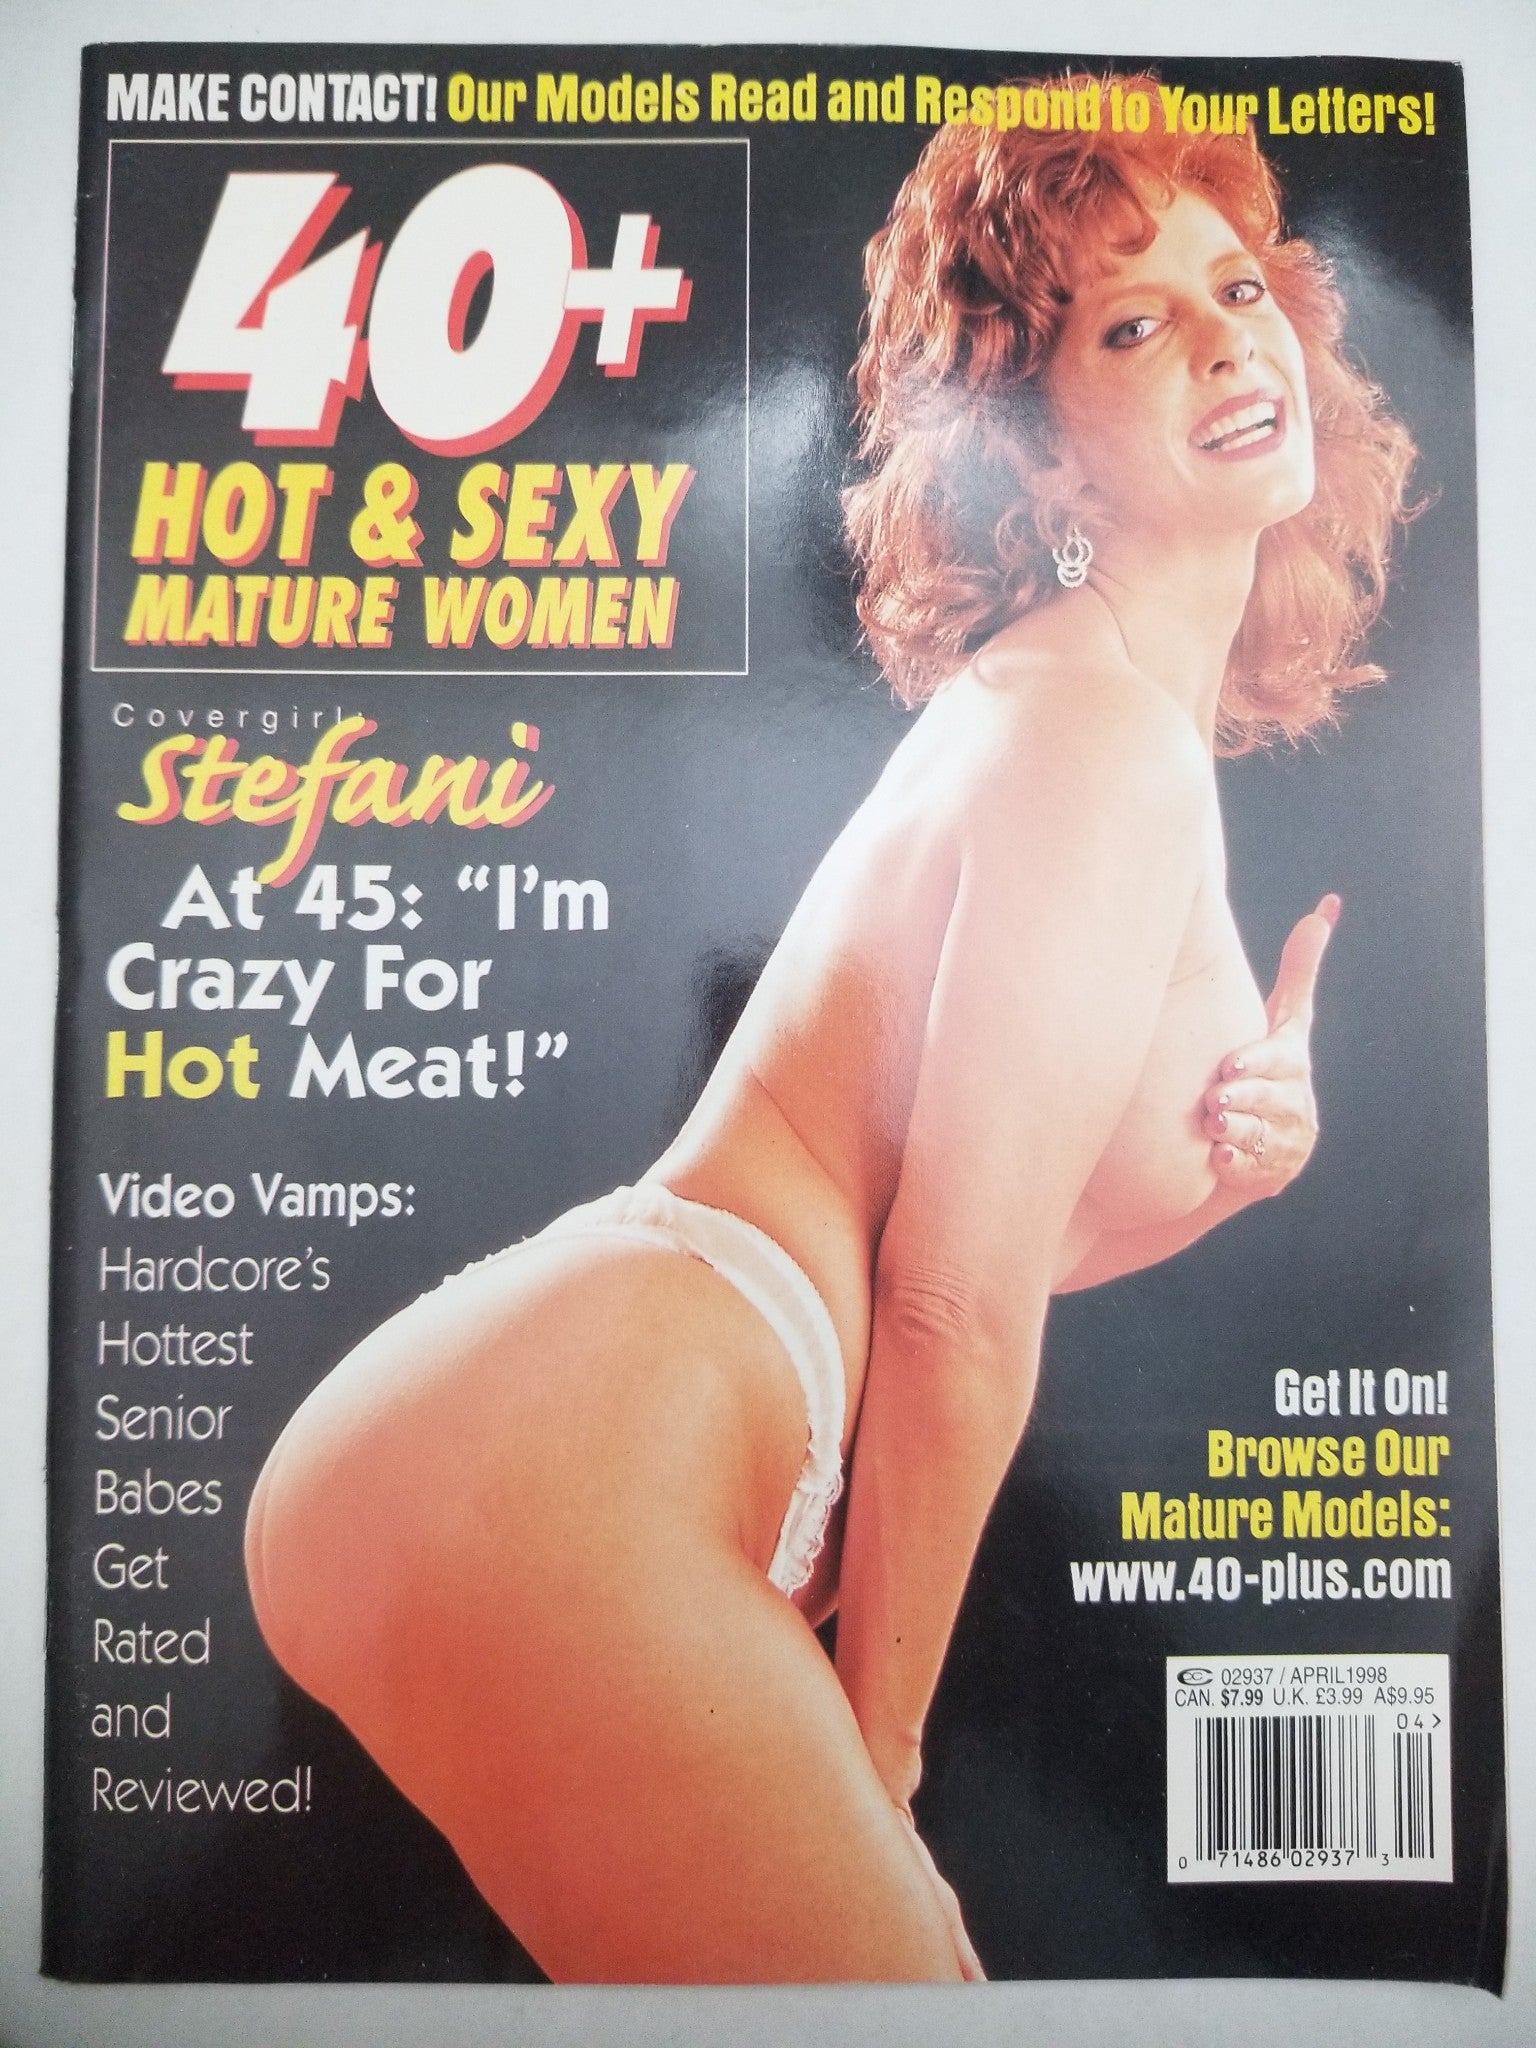 MAKE CONTACT! Our Models Read and Respond to Your Letters!
40+
HOT & SEXY
MATURE WOMEN
Covergirl:
Stefani
At 45: “I’m
Crazy For
Hot Meat!”
Video Vamps:
Hardcore’s
Hottest
Senior
Babes
Get
Rated
and
Reviewed!
Get It On!
Browse Our
Mature Models:
www.40-plus.com
CC 02937 / APRIL 1998
CAN. $7.99 U.K. £3.99 A$9.95
04>
0 71486 02937 3